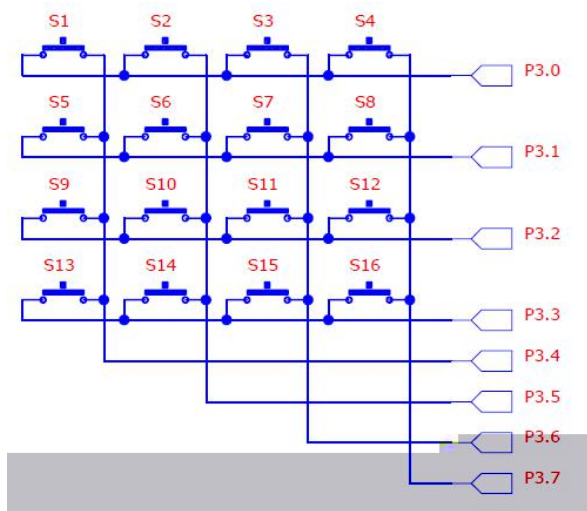 S1 S2 S3 S4
P3.0
S5 S6 S7 S8
P3.1
S9 S10 S11 S12
P3.2
S13 S14 S15 S16
P3.3
P3.4
P3.5
P3.6
P3.7